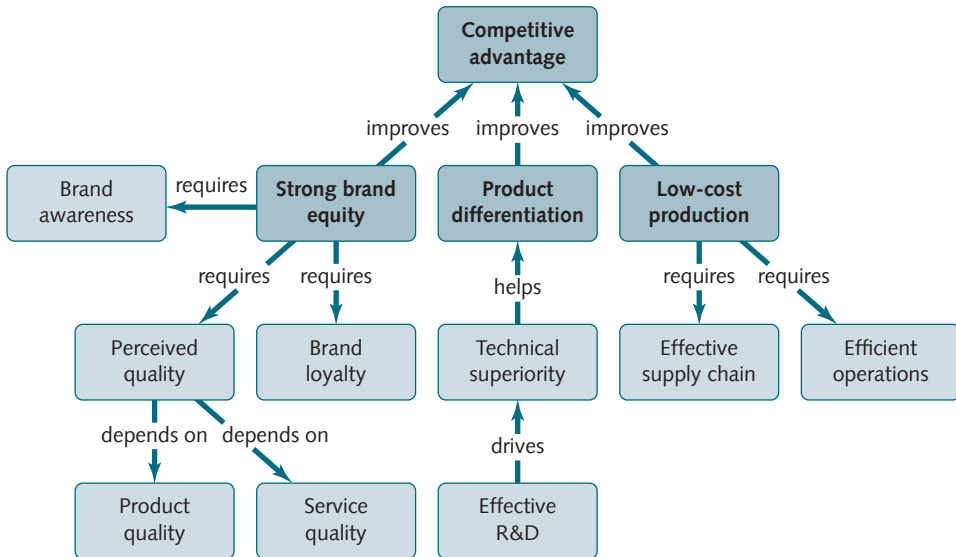 Competitive
advantage
improves
improves
improves
Brand
awareness
requires
Strong brand
equity
Product
differentiation
Low-cost
production
requires
requires
helps
requires
requires
Perceived
quality
Brand
loyalty
Technical
superiority
Effective
supply chain
Efficient
operations
depends on
depends on
drives
Product
quality
Service
quality
Effective
R&D